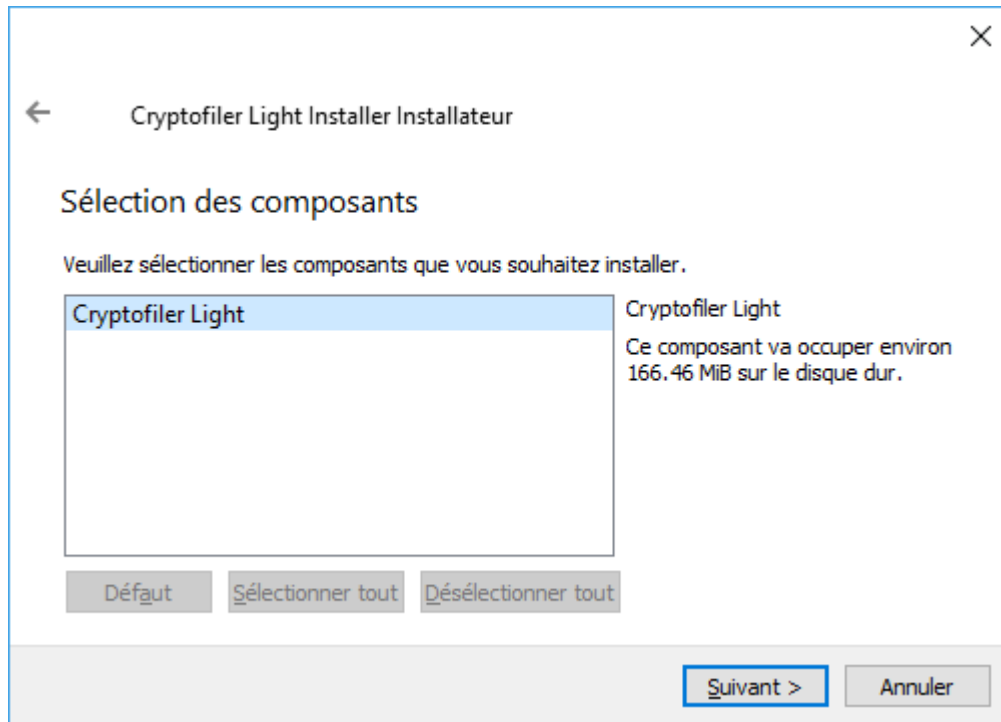 Cryptofiler Light Installer Installateur
Sélection des composants
Veuillez sélectionner les composants que vous souhaitez installer.
Cryptofiler Light
Cryptofiler Light
Ce composant va occuper environ
166.46 MiB sur le disque dur.
Défaut
Sélectionner tout
Désélectionner tout
Suivant >
Annuler